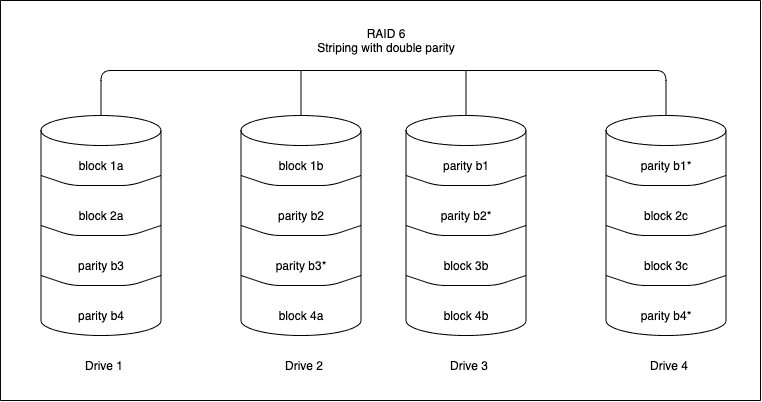 RAID 6
Striping with double parity
block 1a
block 1b
parity b1
parity b1*
block 2a
parity b2
parity b2*
block 2c
parity b3
parity b3*
block 3b
block 3c
parity b4
block 4a
block 4b
parity b4*
Drive 1
Drive 2
Drive 3
Drive 4